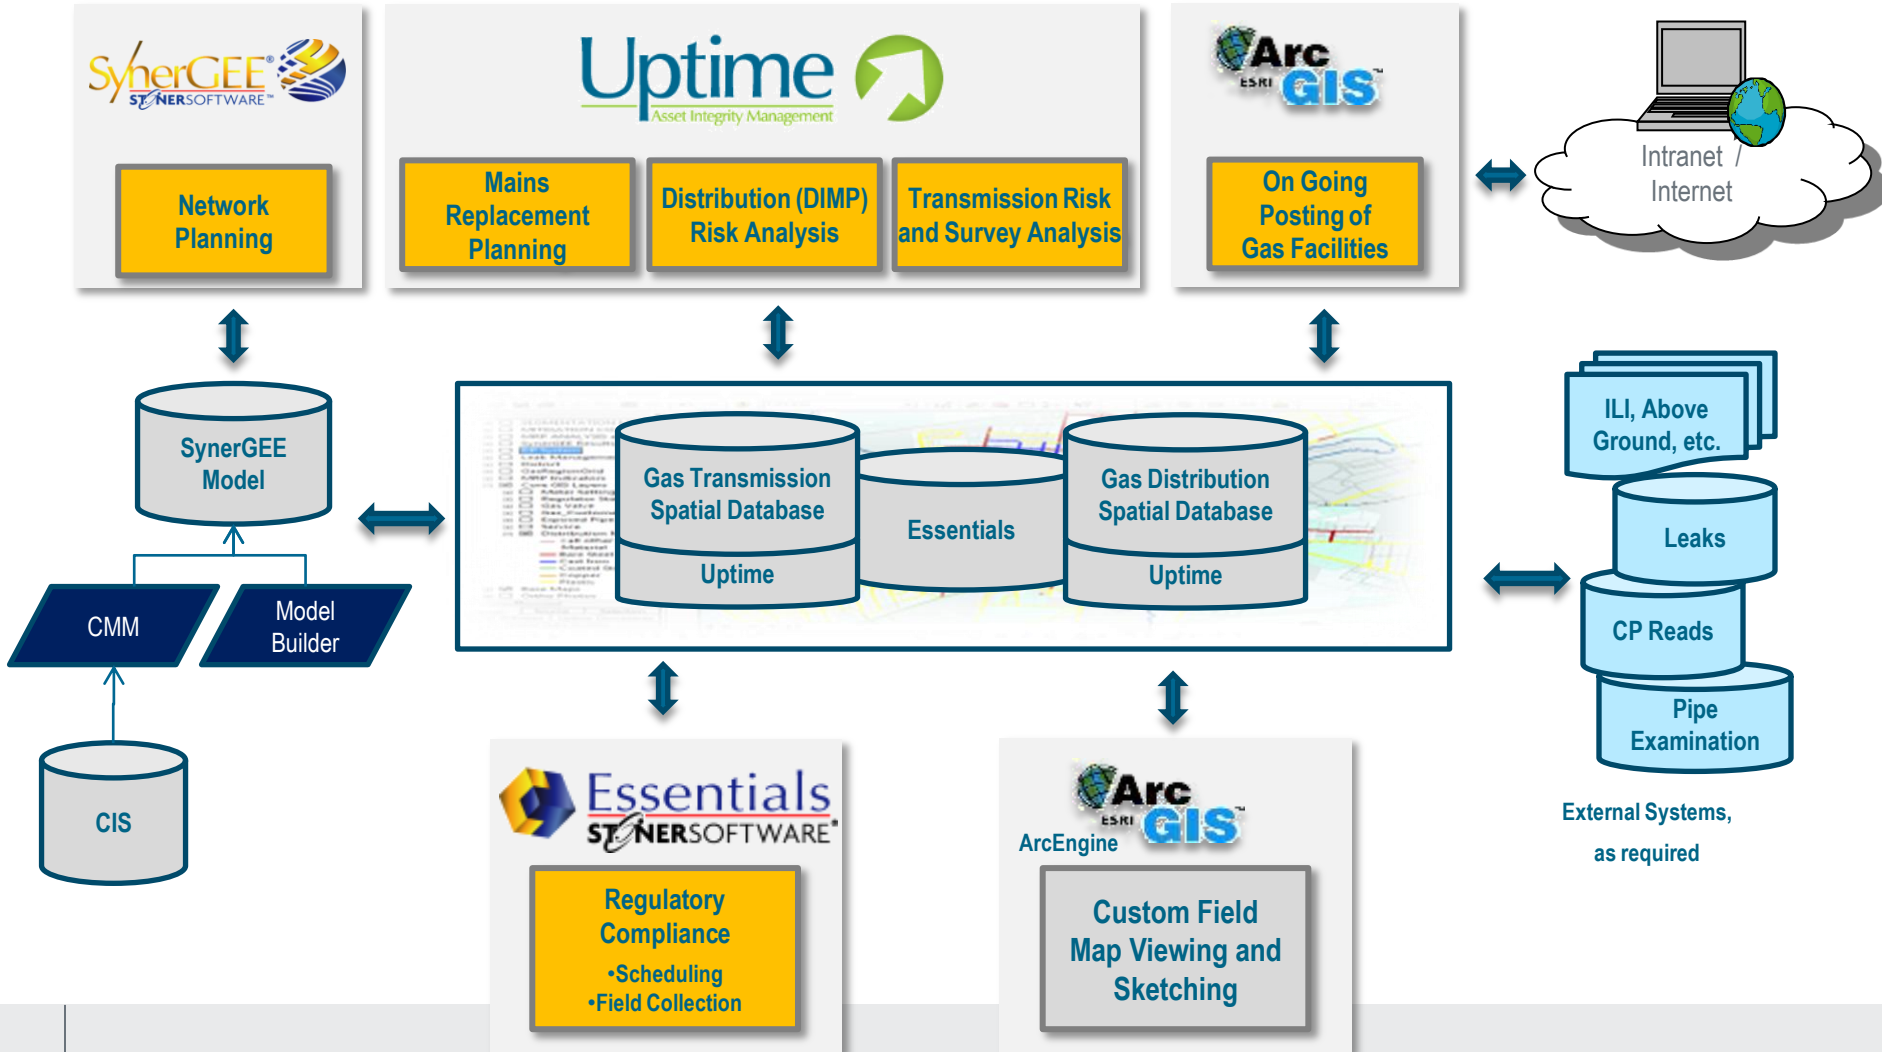 SynerGEE®
STONERSOFTWARE™
Network
Planning
Uptime
Asset Integrity Management
Mains
Replacement
Planning
Distribution (DIMP)
Risk Analysis
Transmission Risk
and Survey Analysis
Arc
ESRI
GIS™
On Going
Posting of
Gas Facilities
Intranet /
Internet
SynerGEE
Model
CMM
Model
Builder
CIS
Gas Transmission
Spatial Database
Uptime
Essentials
Gas Distribution
Spatial Database
Uptime
ILI, Above
Ground, etc.
Leaks
CP Reads
Pipe
Examination
External Systems,
as required
Essentials
STONERSOFTWARE®
Regulatory
Compliance
•Scheduling
•Field Collection
Arc
ESRI
GIS™
ArcEngine
Custom Field
Map Viewing and
Sketching